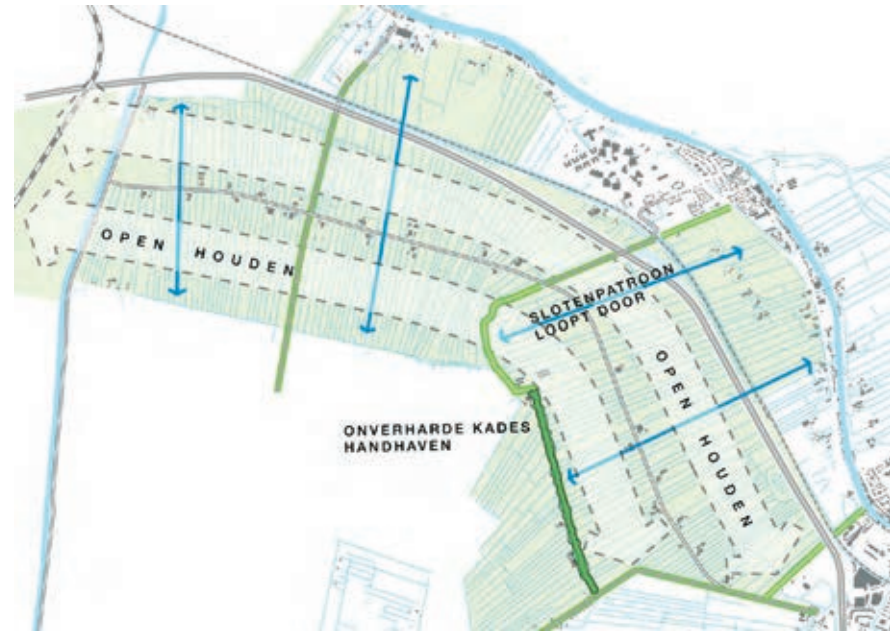 OPEN HOUDEN
SLOTENPATROON
LOOPT DOOR
OPEN HOUDEN
ONVERHARDE KADES
HANDHAVEN